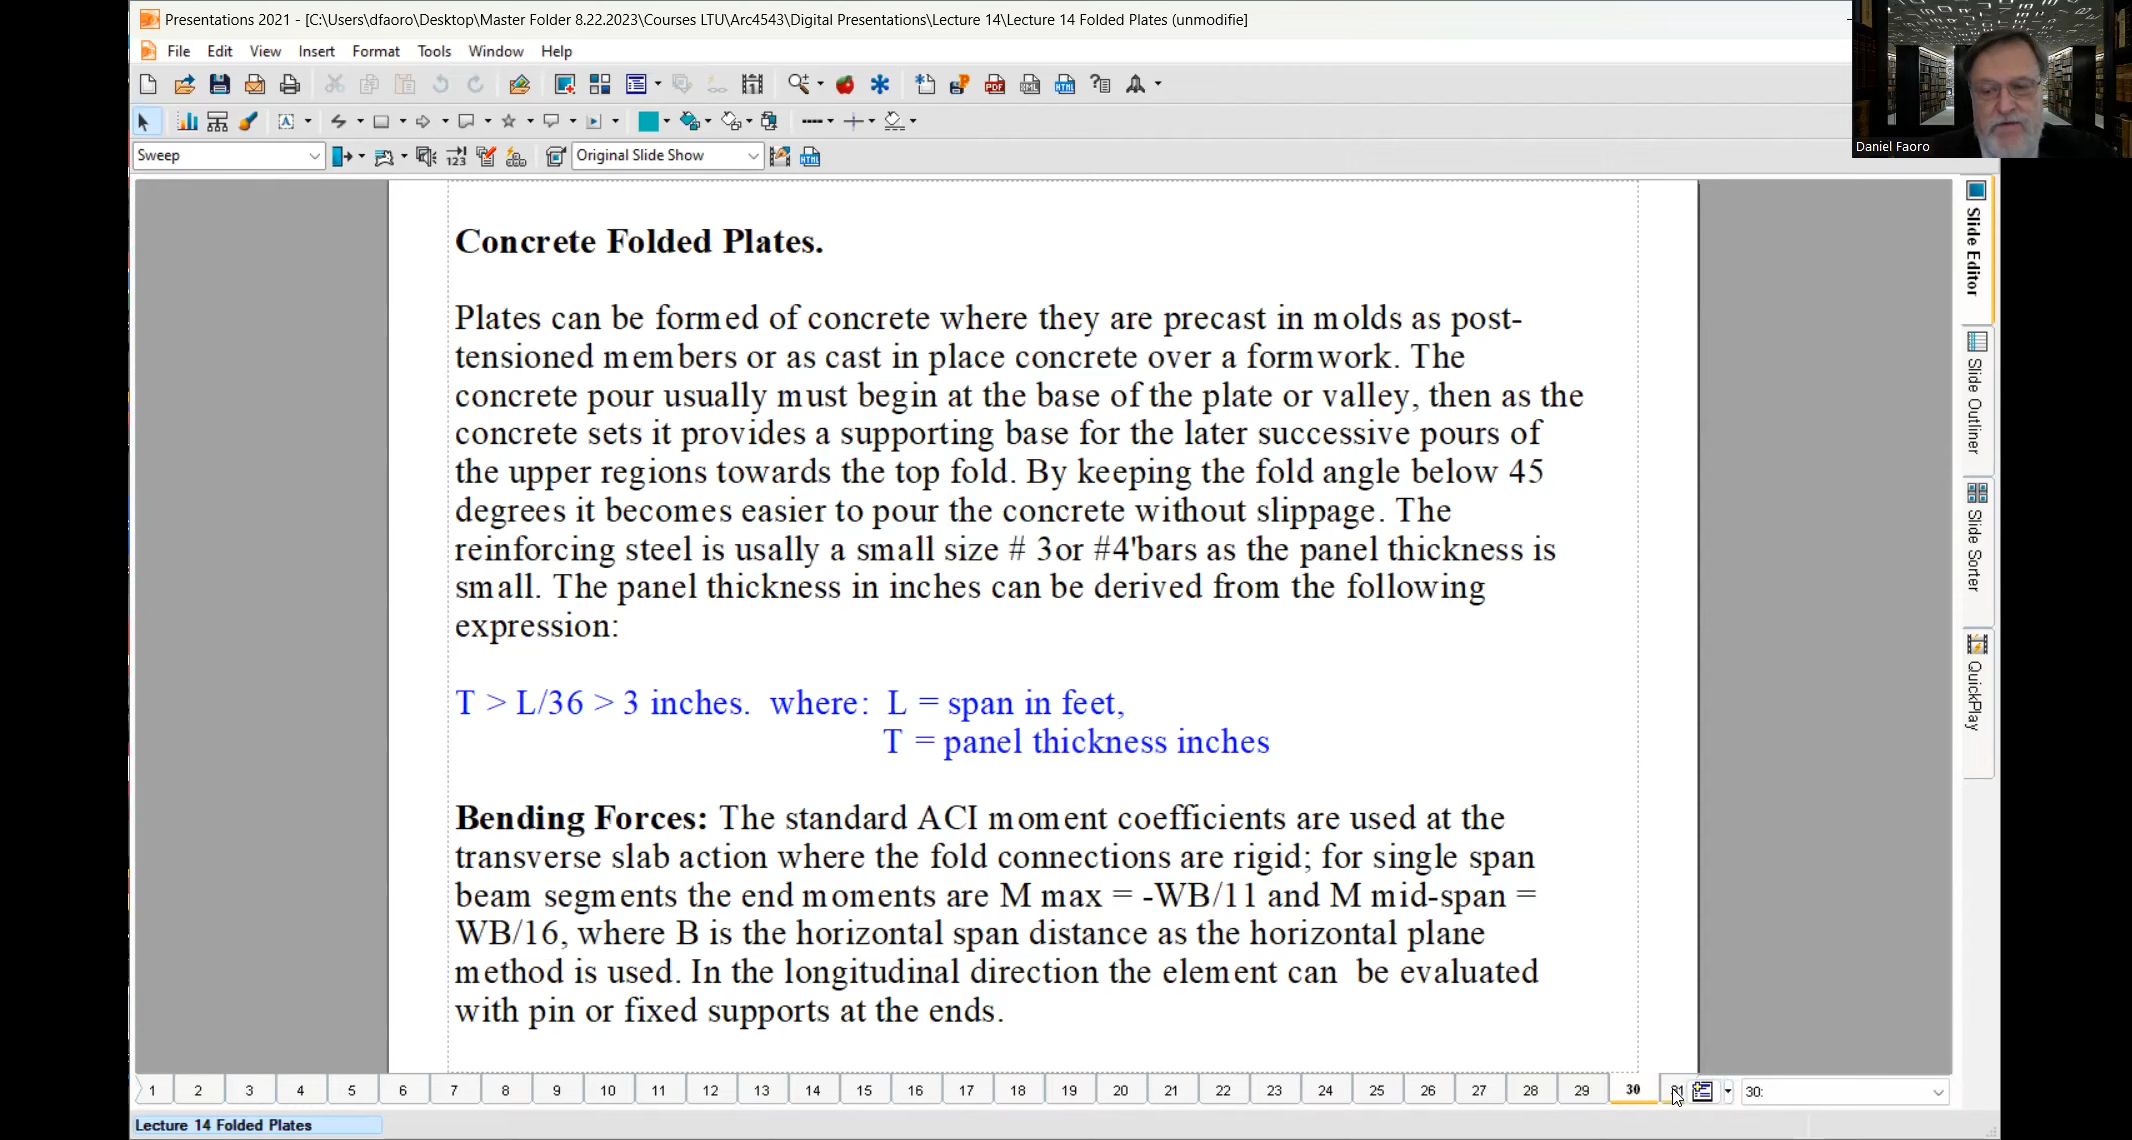 Presentations 2021 - [C:\Users\dfaoro\Desktop\Master Folder 8.22.2023\Courses LTU\Arc4543\Digital Presentations\Lecture 14\Lecture 14 Folded Plates (unmodifie]
File Edit View Insert Format Tools Window Help
Sweep
Original Slide Show
Daniel Faoro
Concrete Folded Plates.
Plates can be formed of concrete where they are precast in molds as post-
tensioned members or as cast in place concrete over a formwork. The
concrete pour usually must begin at the base of the plate or valley, then as the
concrete sets it provides a supporting base for the later successive pours of
the upper regions towards the top fold. By keeping the fold angle below 45
degrees it becomes easier to pour the concrete without slippage. The
reinforcing steel is usally a small size # 3or #4'bars as the panel thickness is
small. The panel thickness in inches can be derived from the following
expression:
T > L/36 > 3 inches. where: L = span in feet,
T = panel thickness inches
Bending Forces: The standard ACI moment coefficients are used at the
transverse slab action where the fold connections are rigid; for single span
beam segments the end moments are M max = -WB/11 and M mid-span =
WB/16, where B is the horizontal span distance as the horizontal plane
method is used. In the longitudinal direction the element can be evaluated
with pin or fixed supports at the ends.
Slide Editor
Slide Outliner
Slide Sorter
QuickPlay
1 2 3 4 5 6 7 8 9 10 11 12 13 14 15 16 17 18 19 20 21 22 23 24 25 26 27 28 29 30
30:
Lecture 14 Folded Plates